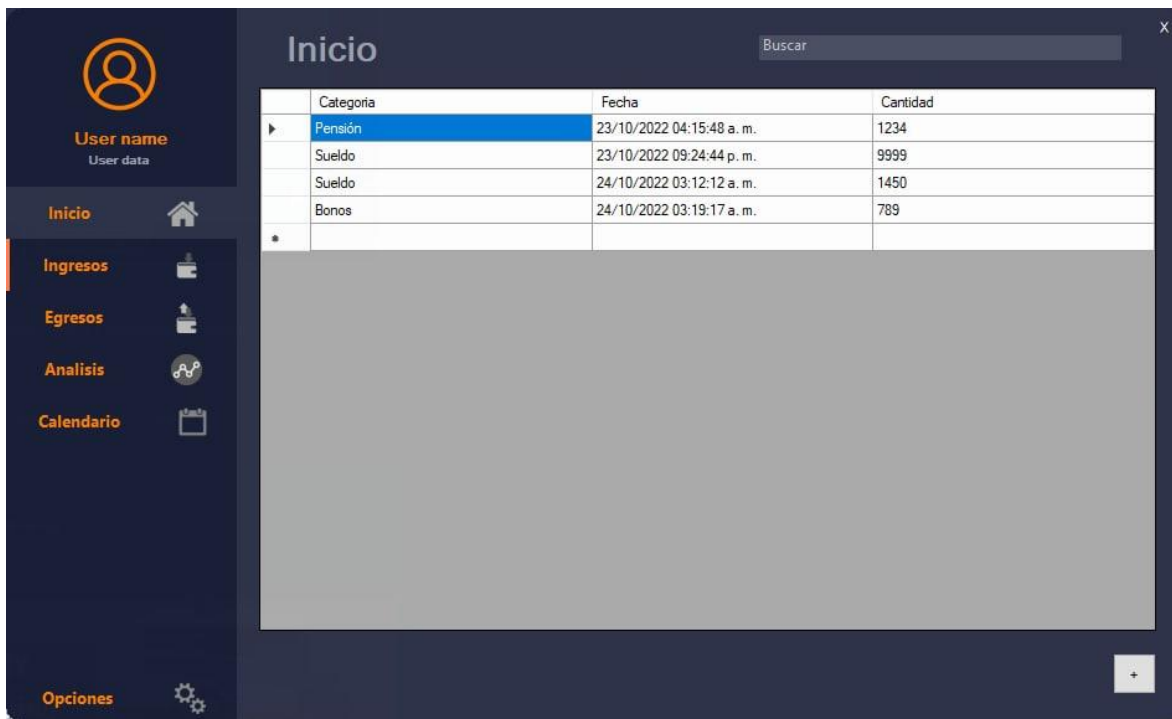 X
Inicio
Buscar
User name
User data
Inicio
Ingresos
Egresos
Analisis
Calendario
Opciones
Categoria Fecha Cantidad
Pensión 23/10/2022 04:15:48 a. m. 1234
Sueldo 23/10/2022 09:24:44 p. m. 9999
Sueldo 24/10/2022 03:12:12 a. m. 1450
Bonos 24/10/2022 03:19:17 a. m. 789
+